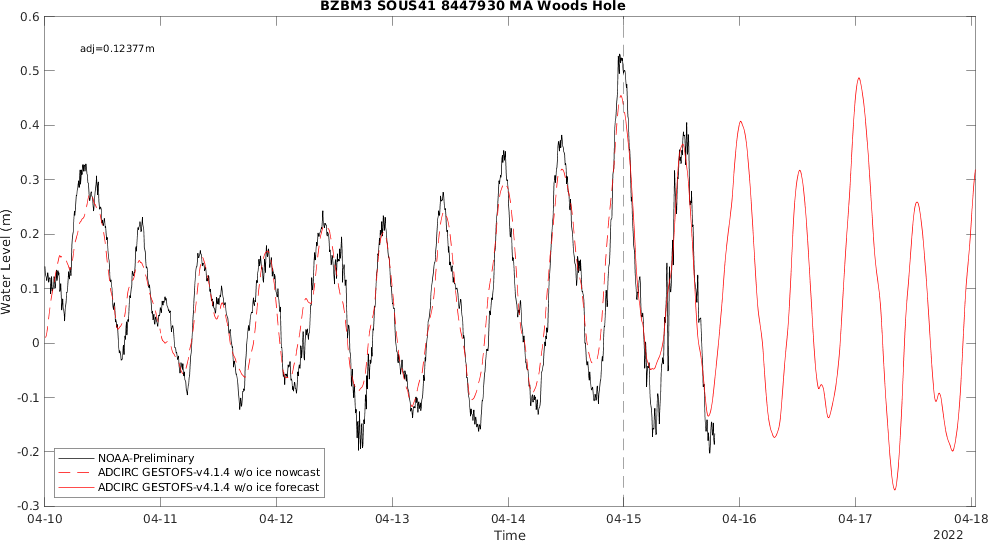 BZBM3 SOUS41 8447930 MA Woods Hole
adj=0.12377m
0.6
0.5
0.4
0.3
0.2
0.1
0
-0.1
-0.2
-0.3
Water Level (m)
NOAA-Preliminary
ADCIRC GESTOFS-v4.1.4 w/o ice nowcast
ADCIRC GESTOFS-v4.1.4 w/o ice forecast
04-10 04-11 04-12 04-13 04-14 04-15 04-16 04-17 04-18
Time
2022